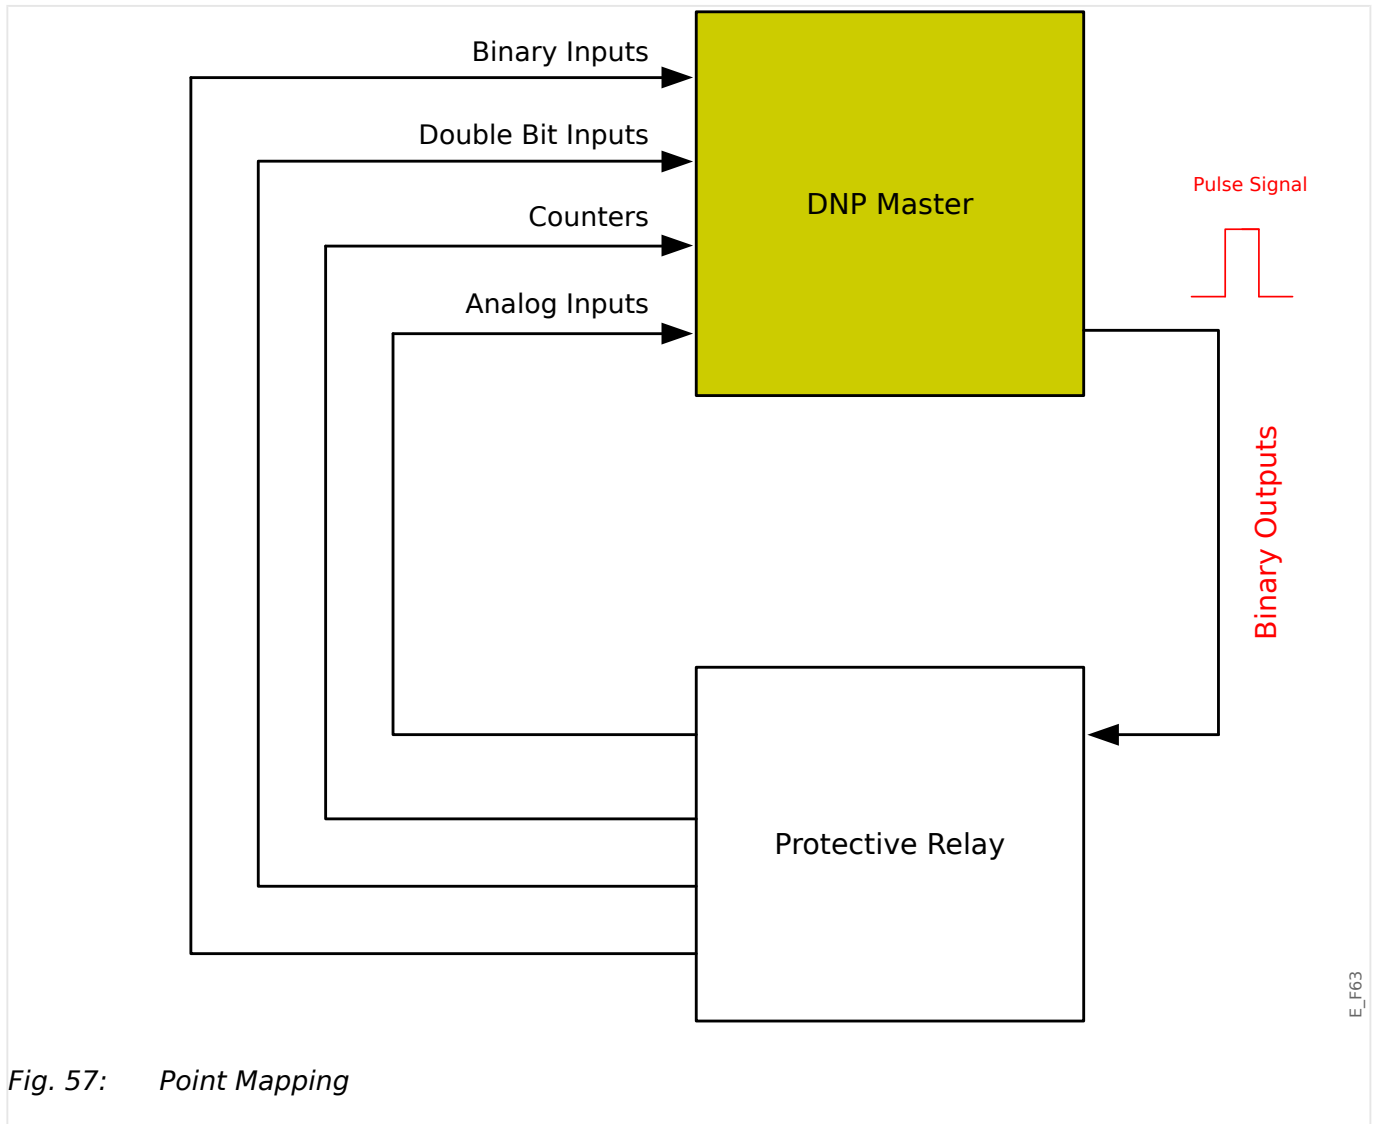 Binary Inputs
Double Bit Inputs
Counters
Analog Inputs
DNP Master
Pulse Signal
Binary Outputs
Protective Relay
E_F63
Fig. 57: Point Mapping